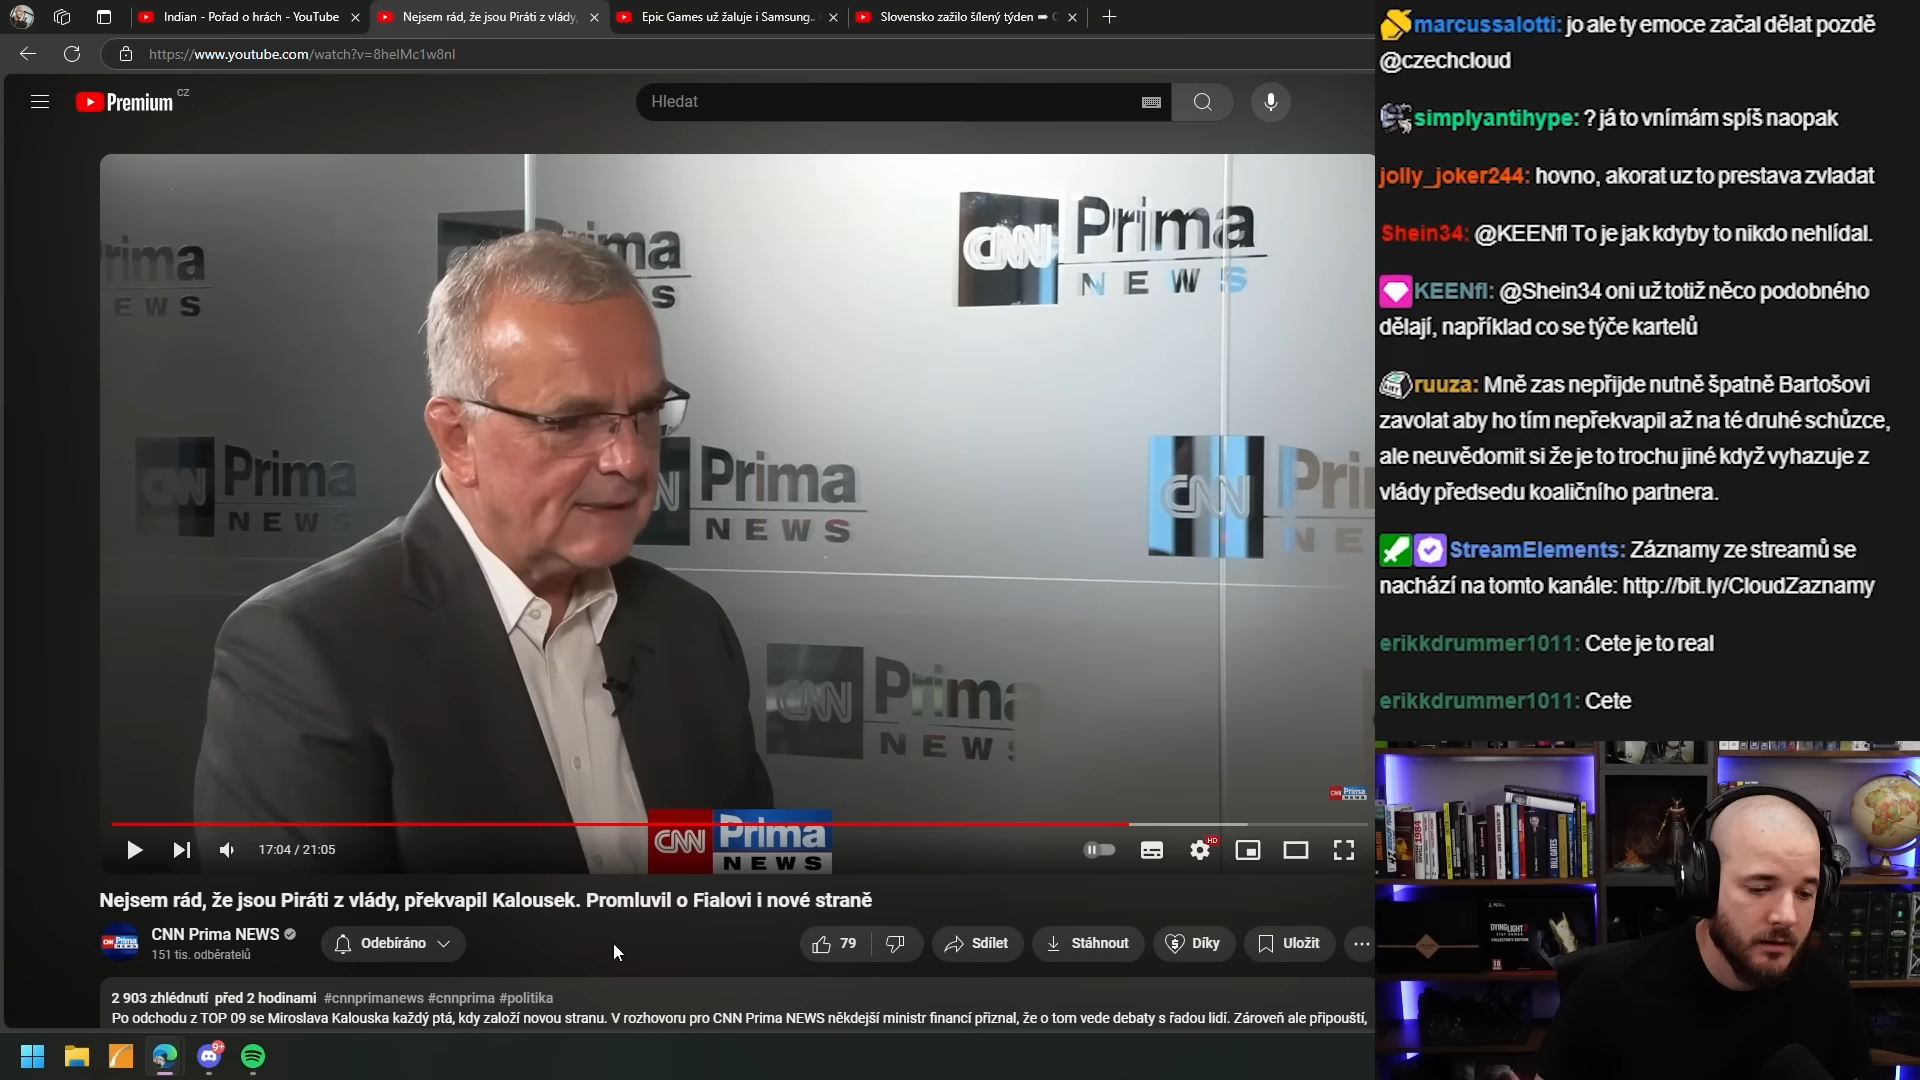 Indian - Pořad o hrách - YouTube
Nejsem rád, že jsou Piráti z vlády,
Epic Games už žaluje i Samsung..
Slovensko zažilo šílený týden ➡ C
https://www.youtube.com/watch?v=8helMc1w8nI
Premium CZ
Hledat
CNN Prima NEWS
17:04 / 21:05
HD
Nejsem rád, že jsou Piráti z vlády, překvapil Kalousek. Promluvil o Fialovi i nové straně
CNN Prima NEWS
151 tis. odběratelů
Odebíráno
79
Sdílet
Stáhnout
Díky
Uložit
2 903 zhlédnutí před 2 hodinami #cnnprimanews #cnnprima #politika
Po odchodu z TOP 09 se Miroslava Kalouska každý ptá, kdy založí novou stranu. V rozhovoru pro CNN Prima NEWS někdejší ministr financí přiznal, že o tom vede debaty s řadou lidí. Zároveň ale připouští,
9+
marcussalotti: jo ale ty emoce začal dělat pozdě
@czechcloud
simplyantihype: ? já to vnímám spíš naopak
jolly_joker244: hovno, akorat uz to prestava zvladat
Shein34: @KEENfl To je jak kdyby to nikdo nehlídal.
KEENfl: @Shein34 oni už totiž něco podobného
dělají, například co se týče kartelů
ruuza: Mně zas nepřijde nutně špatně Bartošovi
zavolat aby ho tím nepřekvapil až na té druhé schůzce,
ale neuvědomit si že je to trochu jiné když vyhazuje z
vlády předsedu koaličního partnera.
StreamElements: Záznamy ze streamů se
nachází na tomto kanále: http://bit.ly/CloudZaznamy
erikkdrummer1011: Cete je to real
erikkdrummer1011: Cete
1984
BILL GATES
DYING LIGHT 2